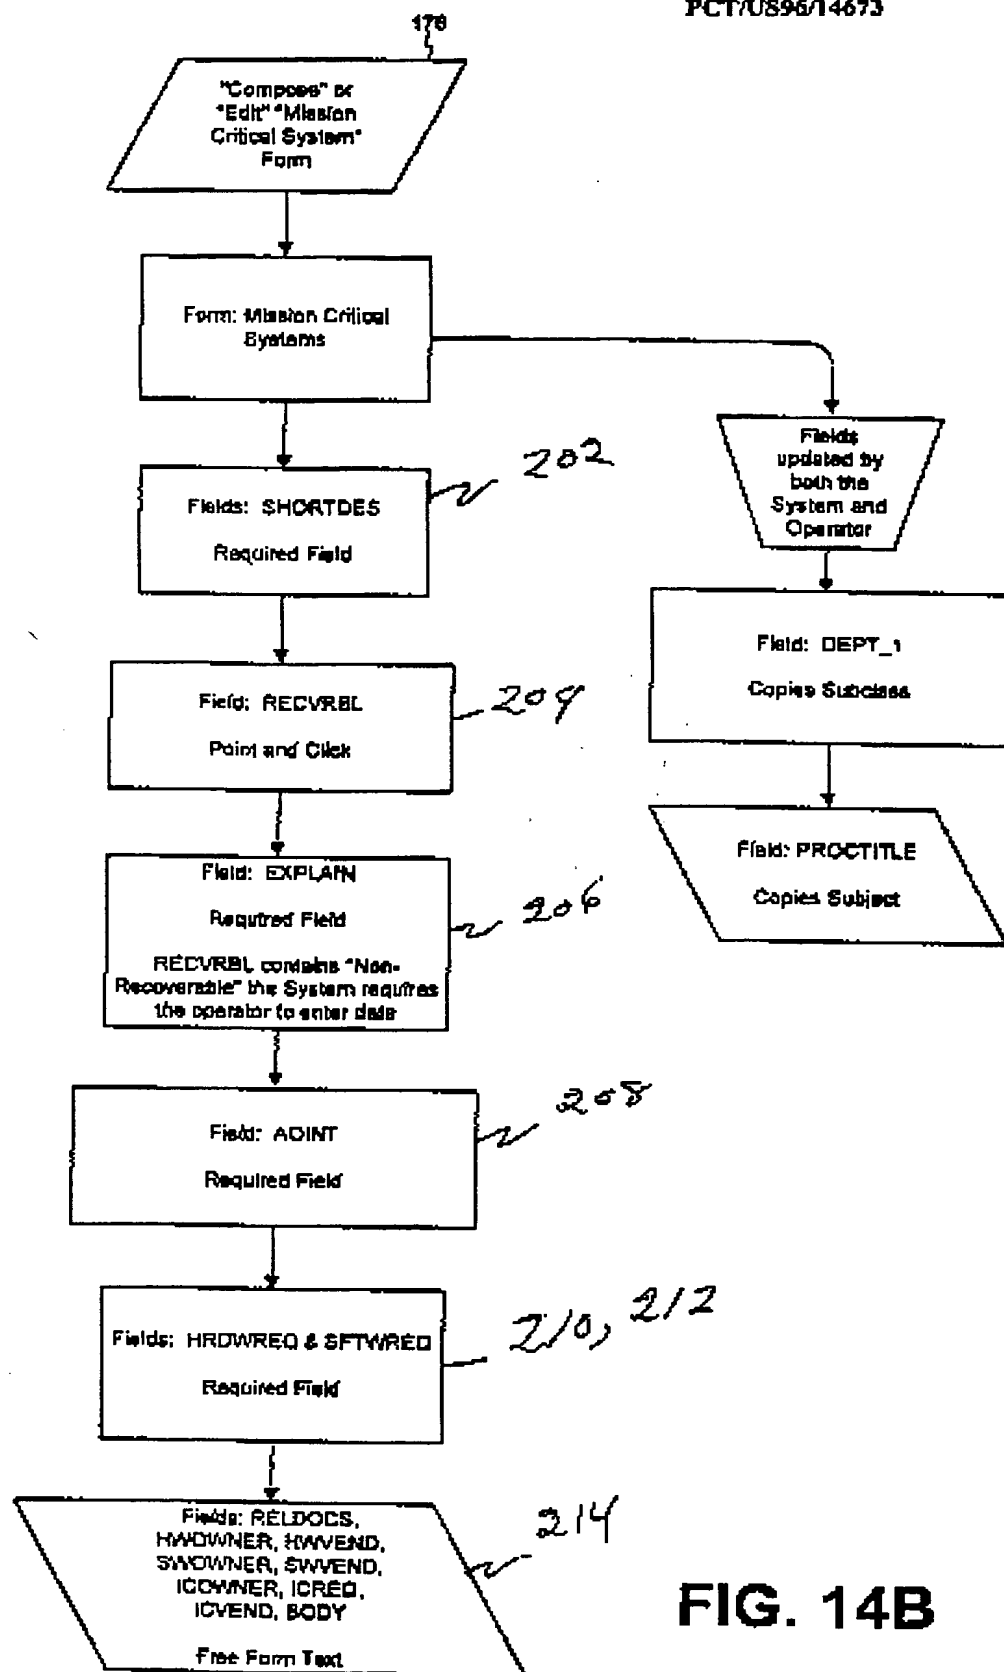 PCT/US96/14673
178
"Compose" or
"Edit" "Mission
Critical System"
Form
Form: Mission Critical
Systems
Fields
updated by
both the
System and
Operator
Fields: SHORTDES
Required Field
202
Field: DEPT_1
Copies Subclass
Field: RECVRBL
Point and Click
204
Field: PROCTITLE
Copies Subject
Field: EXPLAIN
Required Field
RECVRBL contains "Non-
Recoverable" the System requires
the operator to enter data
206
Field: ADINT
Required Field
208
Fields: HRDWREQ & SFTWREQ
Required Field
210, 212
Fields: RELDOCS,
HWOWNER, HWVEND,
SWOWNER, SWVEND,
ICOWNER, ICREQ,
ICVEND, BODY
Free Form Text
214
FIG. 14B